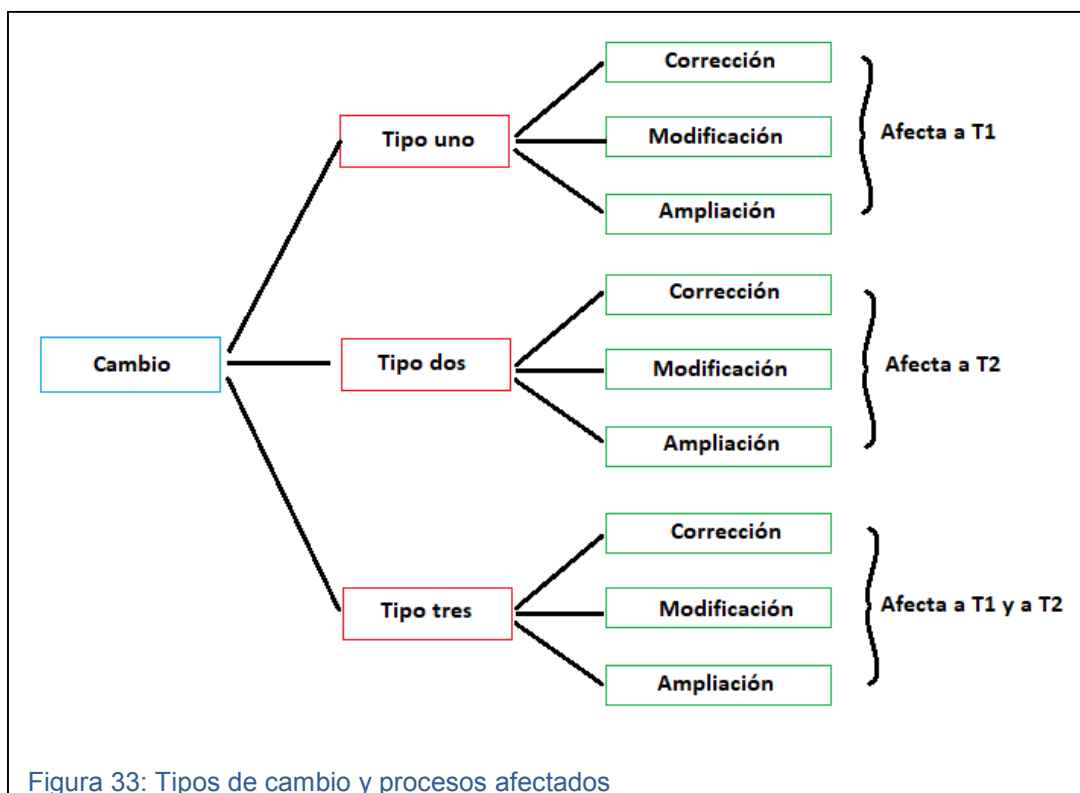 Corrección
Tipo uno
Modificación
Afecta a T1
Ampliación
Corrección
Cambio
Tipo dos
Modificación
Afecta a T2
Ampliación
Corrección
Tipo tres
Modificación
Afecta a T1 y a T2
Ampliación
Figura 33: Tipos de cambio y procesos afectados